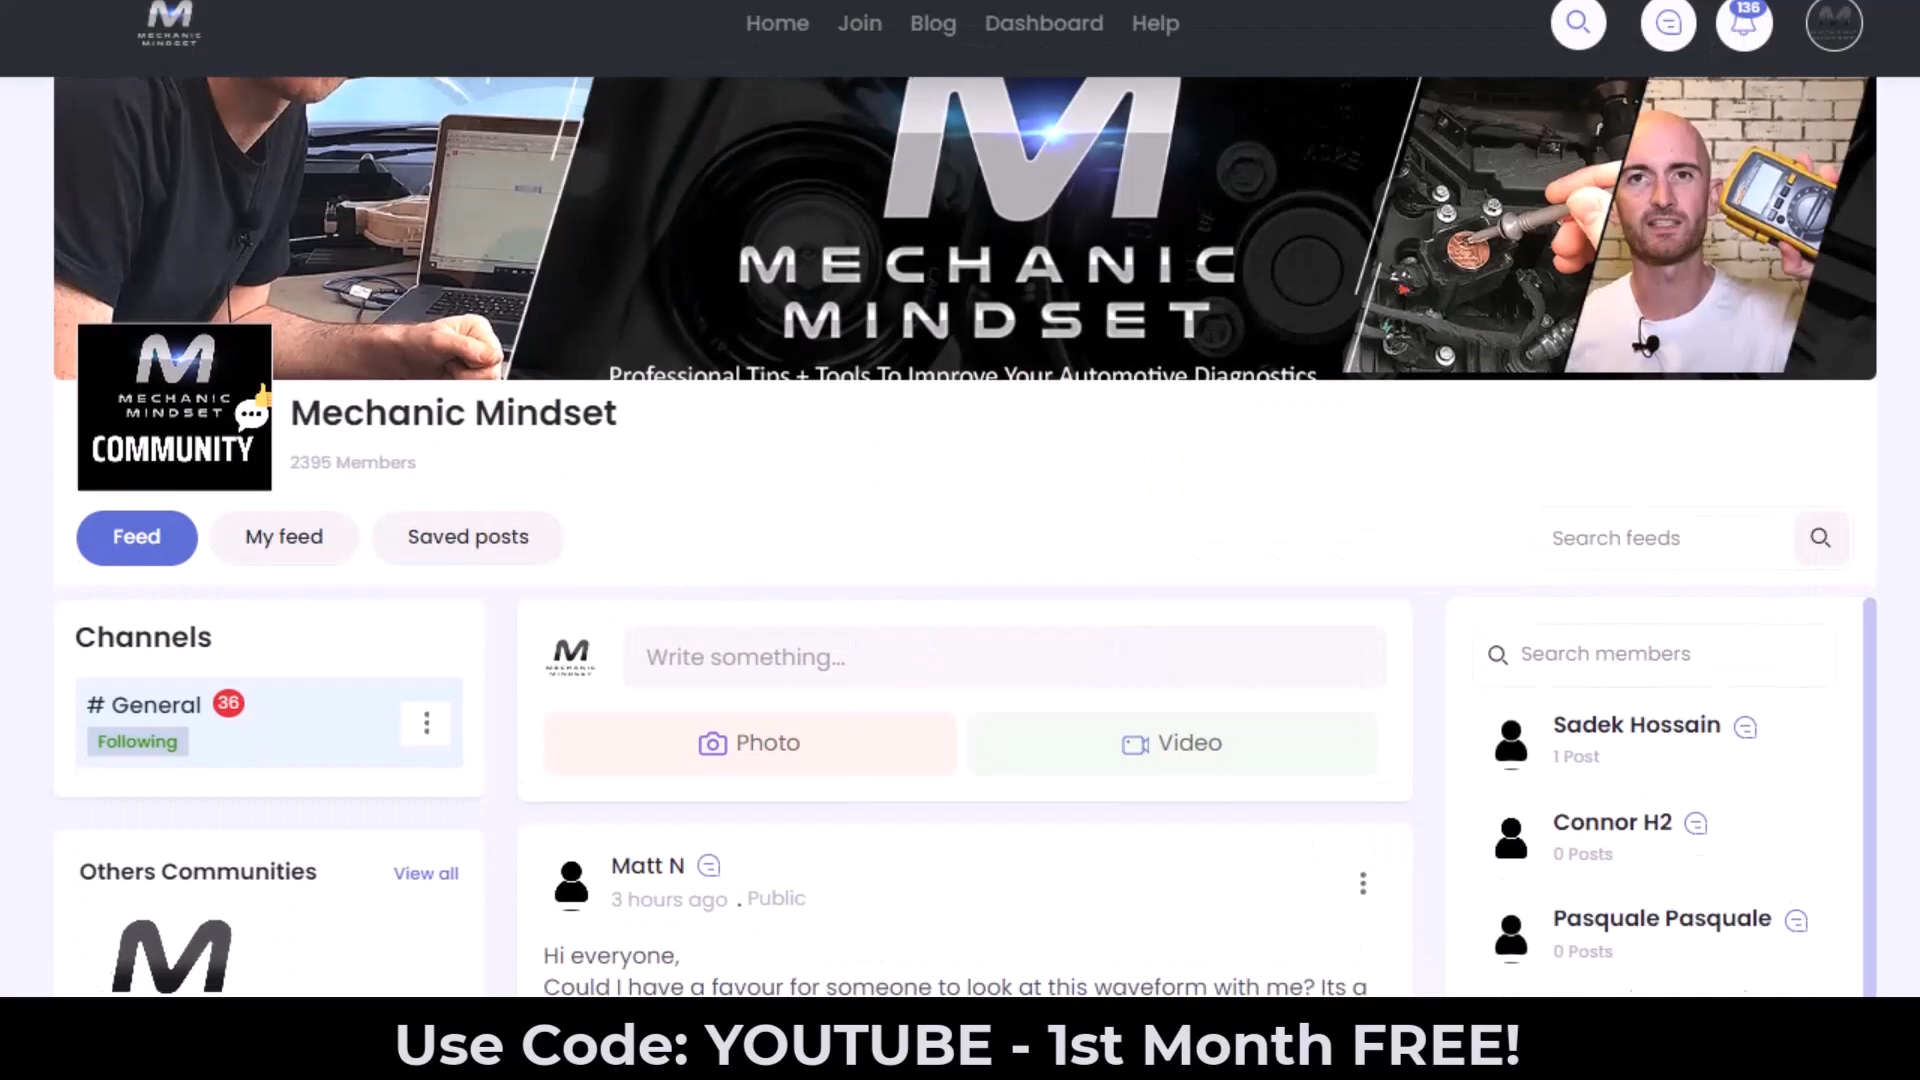 MECHANIC
MINDSET
Home Join Blog Dashboard Help
136
MECHANIC
MINDSET
Professional Tips + Tools To Improve Your Automotive Diagnostics
MECHANIC
MINDSET
COMMUNITY
Mechanic Mindset
2395 Members
Feed My feed Saved posts
Search feeds
Channels
# General 36
Following
Write something...
Photo Video
Search members
Sadek Hossain
1 Post
Connor H2
0 Posts
Pasquale Pasquale
0 Posts
Others Communities View all
Matt N
3 hours ago . Public
Hi everyone,
Could I have a favour for someone to look at this waveform with me? Its a
Use Code: YOUTUBE - 1st Month FREE!